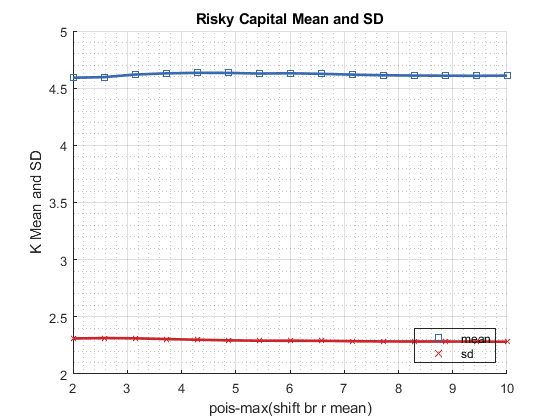 Risky Capital Mean and SD
5
4.5
4
3.5
3
2.5
2
K Mean and SD
mean
sd
2 3 4 5 6 7 8 9 10
pois-max(shift br r mean)